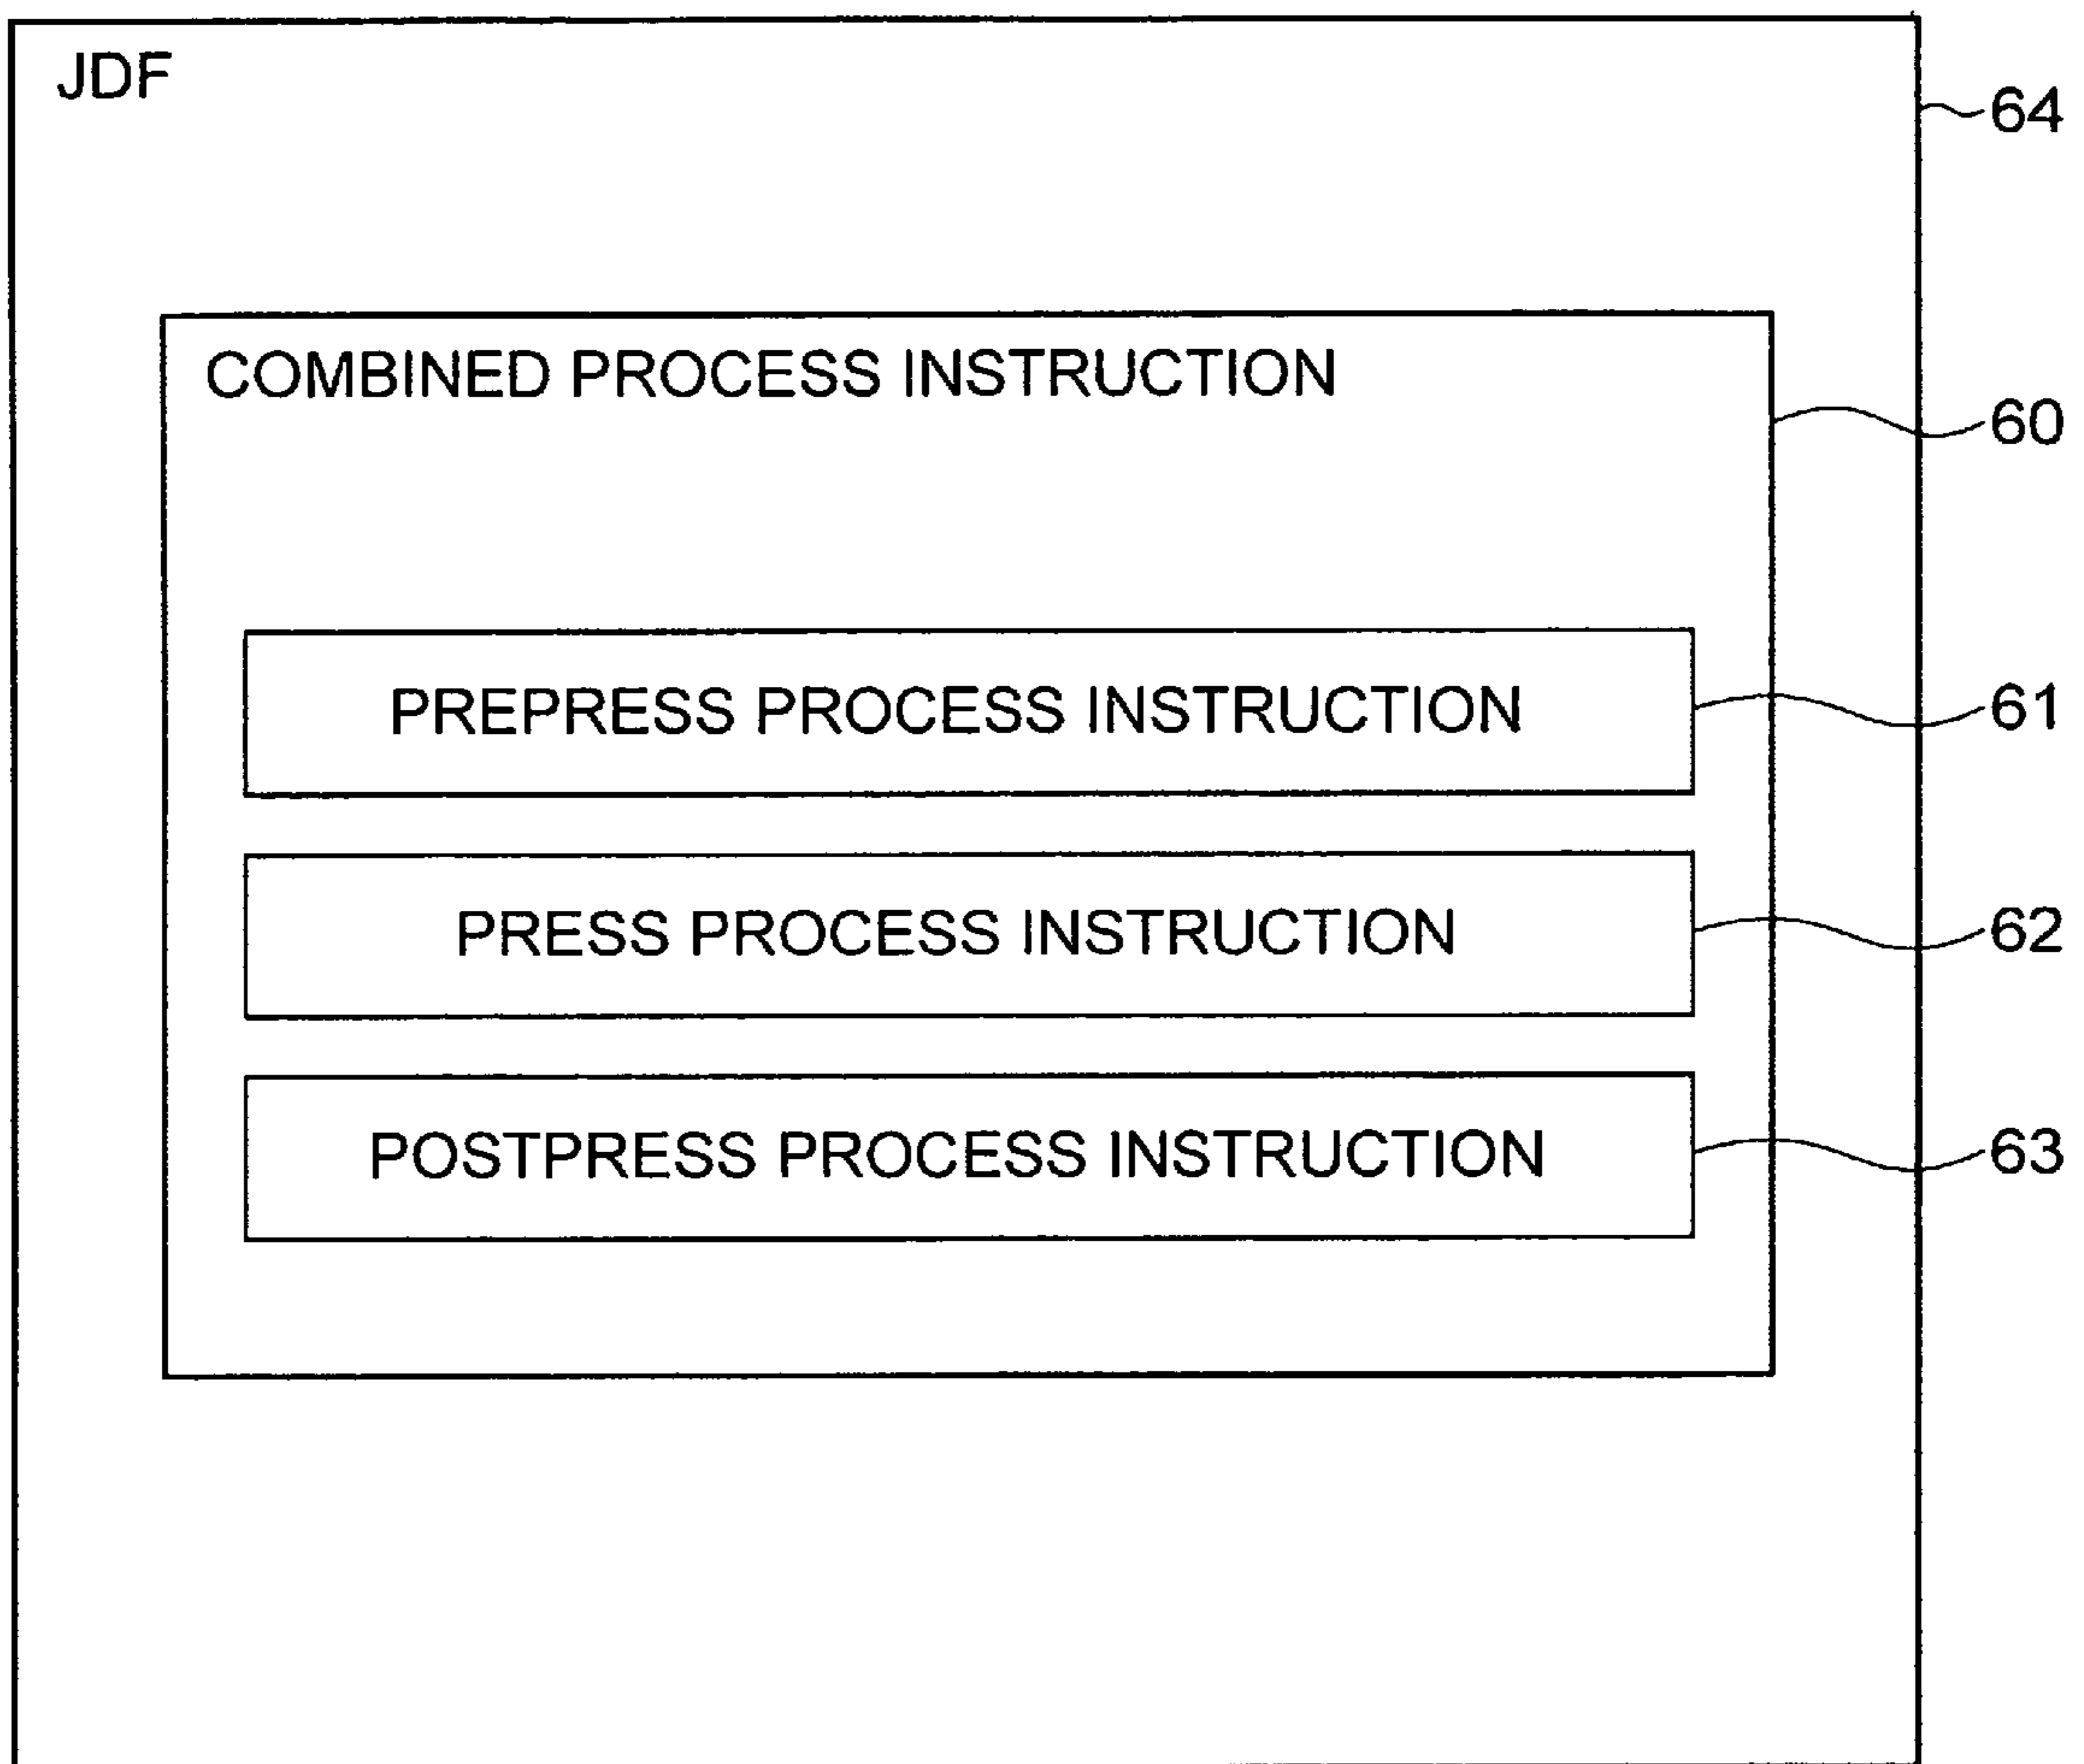 JDF
64
COMBINED PROCESS INSTRUCTION
60
PREPRESS PROCESS INSTRUCTION
61
PRESS PROCESS INSTRUCTION
62
POSTPRESS PROCESS INSTRUCTION
63